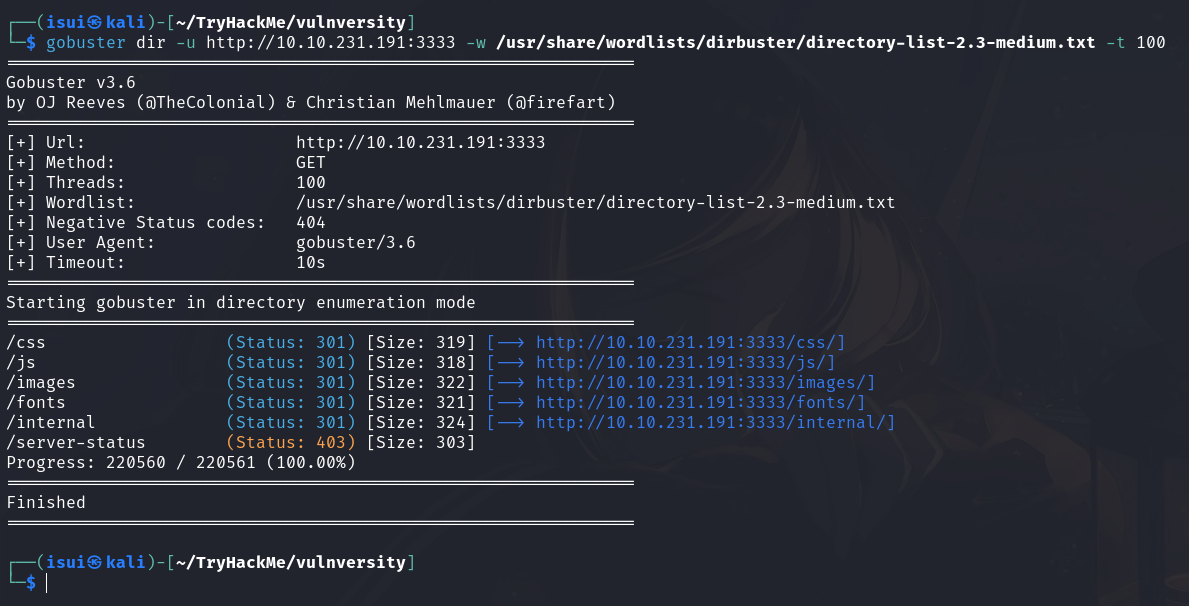 ┌──(isui㉿kali)-[~/TryHackMe/vulnversity]
└─$ gobuster dir -u http://10.10.231.191:3333 -w /usr/share/wordlists/dirbuster/directory-list-2.3-medium.txt -t 100
===============================================================
Gobuster v3.6
by OJ Reeves (@TheColonial) & Christian Mehlmauer (@firefart)
===============================================================
[+] Url:                     http://10.10.231.191:3333
[+] Method:                  GET
[+] Threads:                 100
[+] Wordlist:                /usr/share/wordlists/dirbuster/directory-list-2.3-medium.txt
[+] Negative Status codes:   404
[+] User Agent:              gobuster/3.6
[+] Timeout:                 10s
===============================================================
Starting gobuster in directory enumeration mode
===============================================================
/css                  (Status: 301) [Size: 319] [--> http://10.10.231.191:3333/css/]
/js                   (Status: 301) [Size: 318] [--> http://10.10.231.191:3333/js/]
/images               (Status: 301) [Size: 322] [--> http://10.10.231.191:3333/images/]
/fonts                (Status: 301) [Size: 321] [--> http://10.10.231.191:3333/fonts/]
/internal             (Status: 301) [Size: 324] [--> http://10.10.231.191:3333/internal/]
/server-status        (Status: 403) [Size: 303]
Progress: 220560 / 220561 (100.00%)
===============================================================
Finished
===============================================================
┌──(isui㉿kali)-[~/TryHackMe/vulnversity]
└─$